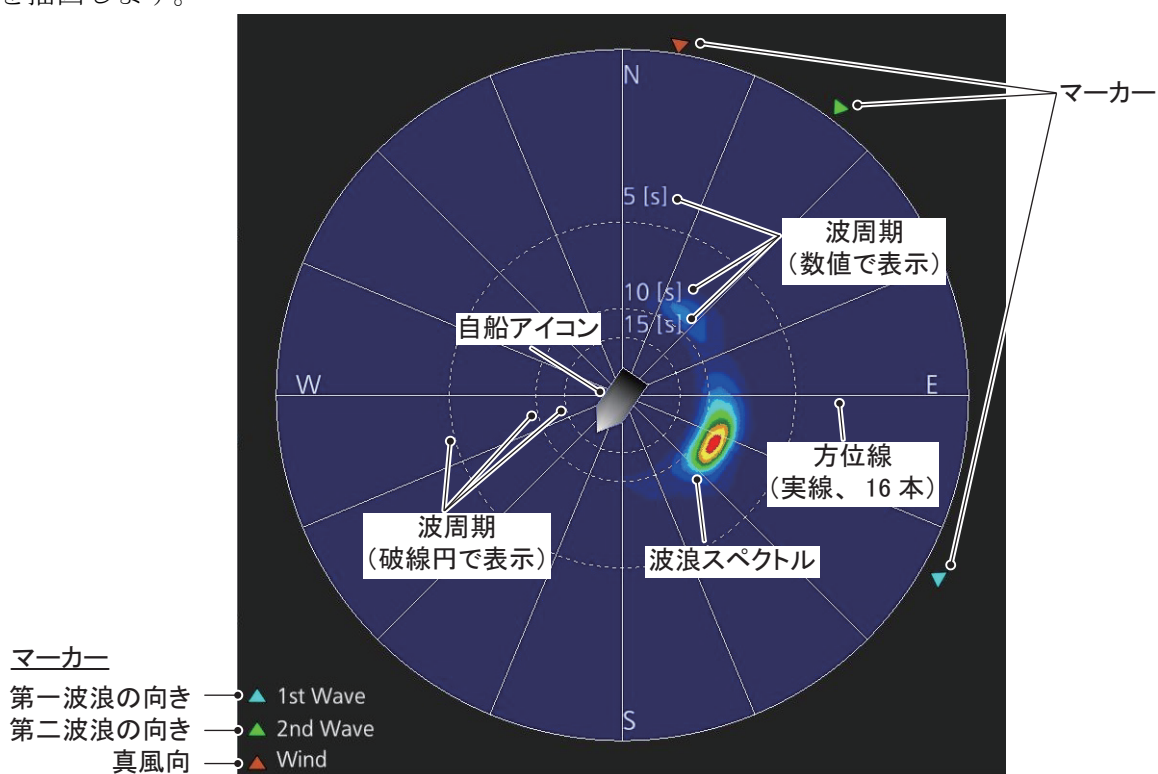 を描画します。
N
マーカー
5 [s]
波周期
（数値で表示）
10 [s]
15 [s]
自船アイコン
W
E
方位線
（実線、 16 本）
波周期
（破線円で表示）
波浪スペクトル
マーカー
第一波浪の向き
1st Wave
第二波浪の向き
2nd Wave
S
真風向
Wind